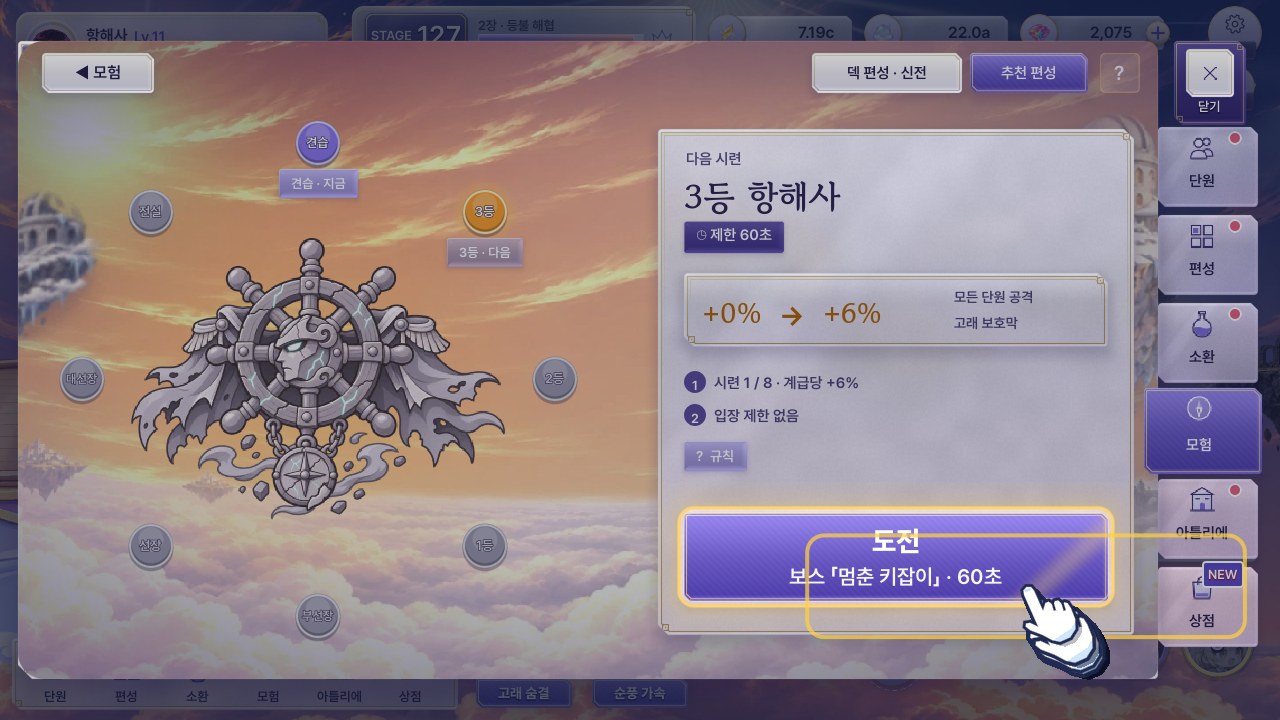 항해사 Lv.11
STAGE 127
2장 · 등불 해협
7.19c
22.0a
2,075
◀ 모험
덱 편성 · 신전
추천 편성
?
닫기
견습
견습 · 지금
3등
3등 · 다음
2등
1등
부선장
선장
대선장
전설
다음 시련
3등 항해사
제한 60초
+0% → +6%
모든 단원 공격
고래 보호막
1 시련 1 / 8 · 계급당 +6%
2 입장 제한 없음
? 규칙
도전
보스 「멈춘 키잡이」 · 60초
단원
편성
소환
모험
아틀리에
NEW
상점
단원
편성
소환
모험
아틀리에
상점
고래 숨결
순풍 가속